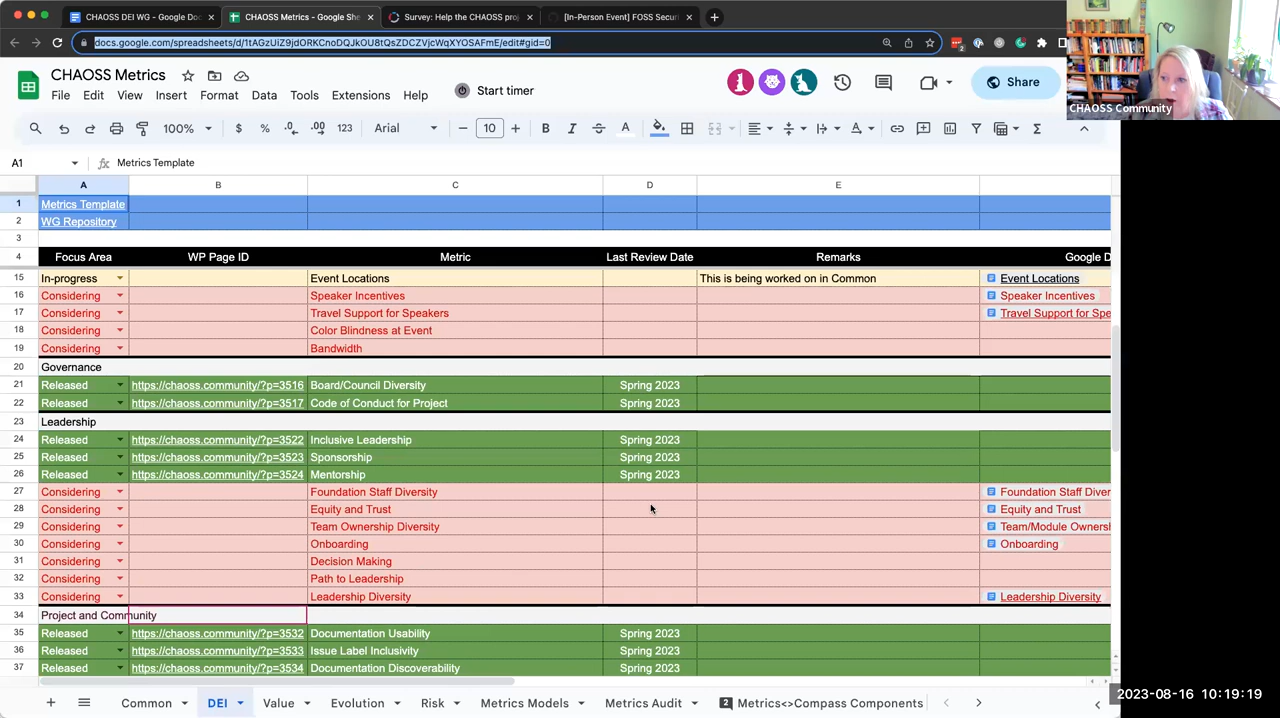 CHAOSS DEI WG - Google Doc
CHAOSS Metrics - Google She
Survey: Help the CHAOSS proj
[In-Person Event] FOSS Securi
docs.google.com/spreadsheets/d/1tAGzUiZ9jdORKCnoDQJkOU8tQsZDCZVjcWqXYOSAFmE/edit#gid=0
CHAOSS Metrics
File Edit View Insert Format Data Tools Extensions Help
Start timer
Share
CHAOSS Community
100% $ % .0 .00 123 Arial 10 B I S A
A1 fx Metrics Template
A B C D E
1 Metrics Template
2 WG Repository
3
4 Focus Area WP Page ID Metric Last Review Date Remarks Google D
15 In-progress Event Locations This is being worked on in Common Event Locations
16 Considering Speaker Incentives Speaker Incentives
17 Considering Travel Support for Speakers Travel Support for Spe
18 Considering Color Blindness at Event
19 Considering Bandwidth
20 Governance
21 Released https://chaoss.community/?p=3516 Board/Council Diversity Spring 2023
22 Released https://chaoss.community/?p=3517 Code of Conduct for Project Spring 2023
23 Leadership
24 Released https://chaoss.community/?p=3522 Inclusive Leadership Spring 2023
25 Released https://chaoss.community/?p=3523 Sponsorship Spring 2023
26 Released https://chaoss.community/?p=3524 Mentorship Spring 2023
27 Considering Foundation Staff Diversity Foundation Staff Diver
28 Considering Equity and Trust Equity and Trust
29 Considering Team Ownership Diversity Team/Module Ownersh
30 Considering Onboarding Onboarding
31 Considering Decision Making
32 Considering Path to Leadership
33 Considering Leadership Diversity Leadership Diversity
34 Project and Community
35 Released https://chaoss.community/?p=3532 Documentation Usability Spring 2023
36 Released https://chaoss.community/?p=3533 Issue Label Inclusivity Spring 2023
37 Released https://chaoss.community/?p=3534 Documentation Discoverability Spring 2023
Common DEI Value Evolution Risk Metrics Models Metrics Audit 2 Metrics<>Compass Components
2023-08-16 10:19:19